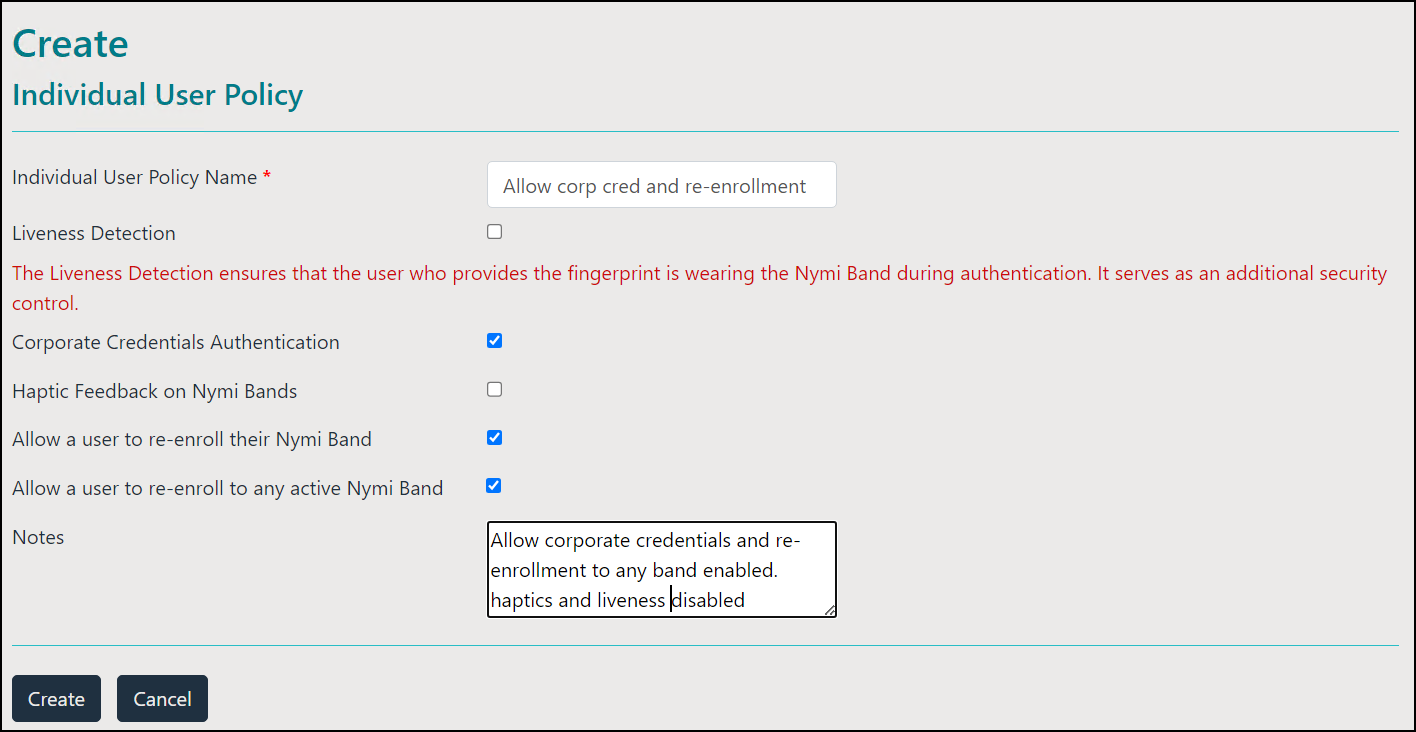 Create
Individual User Policy
Individual User Policy Name *
Allow corp cred and re-enrollment
Liveness Detection
The Liveness Detection ensures that the user who provides the fingerprint is wearing the Nymi Band during authentication. It serves as an additional security
control.
Corporate Credentials Authentication
Haptic Feedback on Nymi Bands
Allow a user to re-enroll their Nymi Band
Allow a user to re-enroll to any active Nymi Band
Notes
Allow corporate credentials and re-
enrollment to any band enabled.
haptics and liveness disabled
Create
Cancel